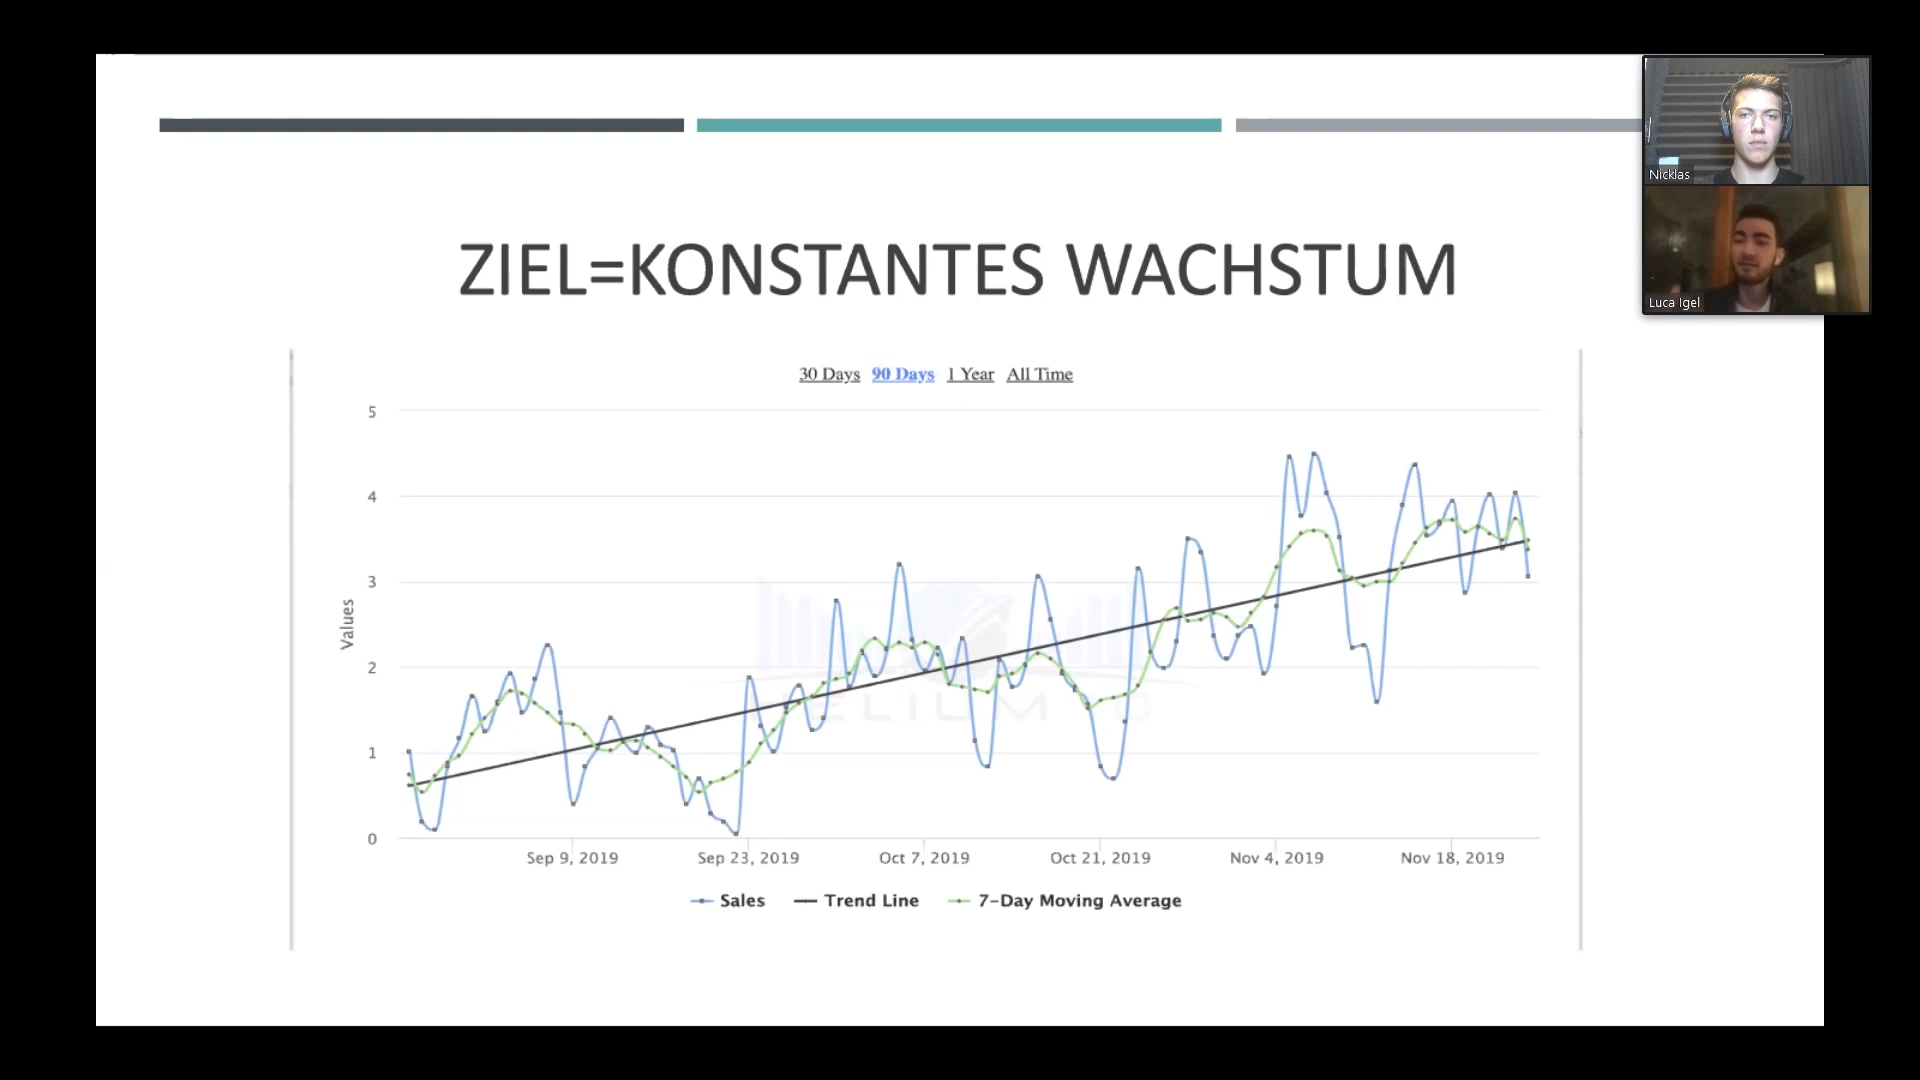 Nicklas
Luca Igel
ZIEL=KONSTANTES WACHSTUM
30 Days 90 Days 1 Year All Time
5
4
3
2
1
0
Values
Sep 9, 2019 Sep 23, 2019 Oct 7, 2019 Oct 21, 2019 Nov 4, 2019 Nov 18, 2019
Sales Trend Line 7-Day Moving Average